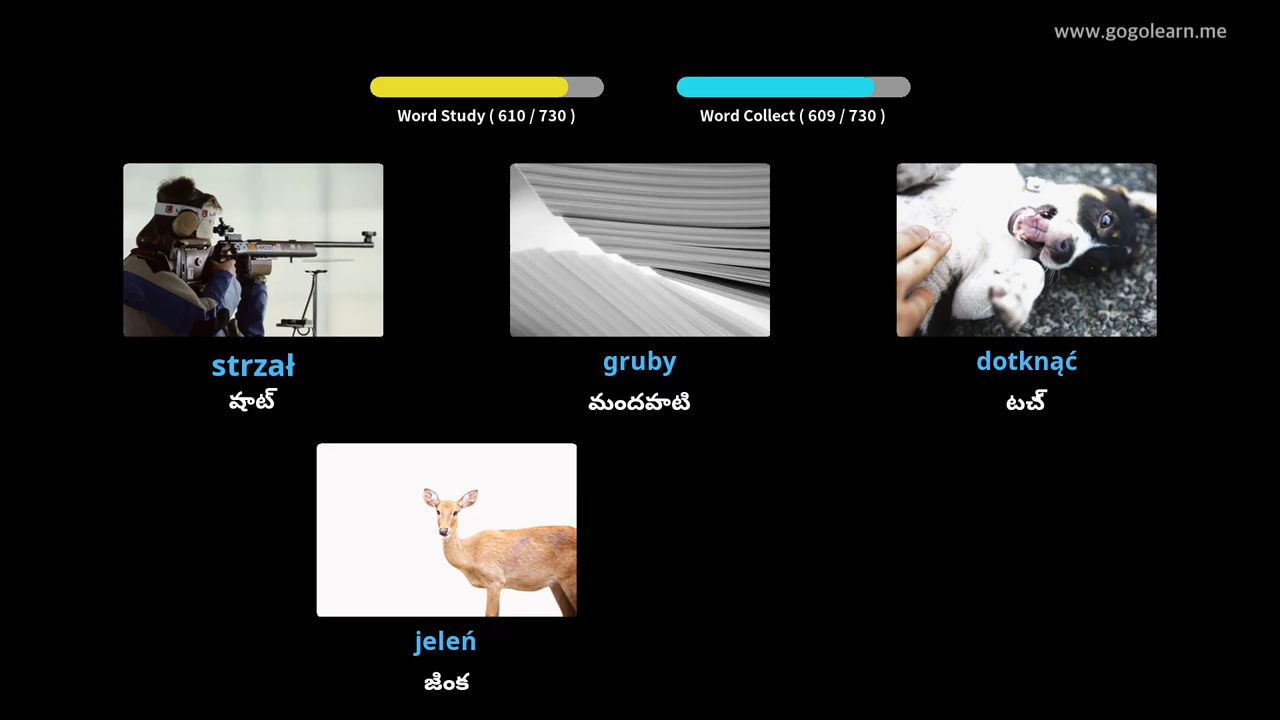 www.gogolearn.me
Word Study ( 610 / 730 )
Word Collect ( 609 / 730 )
strzał
gruby
dotknąć
షాట్
మందపాటి
టచ్
jeleń
జింక